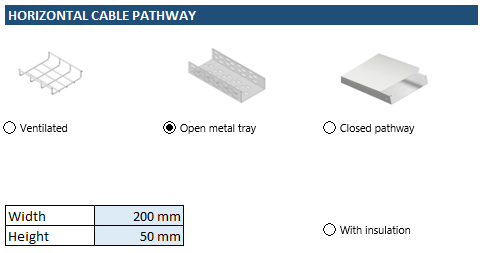 HORIZONTAL CABLE PATHWAY
Ventilated
Open metal tray
Closed pathway
Width 200 mm
Height 50 mm
With insulation